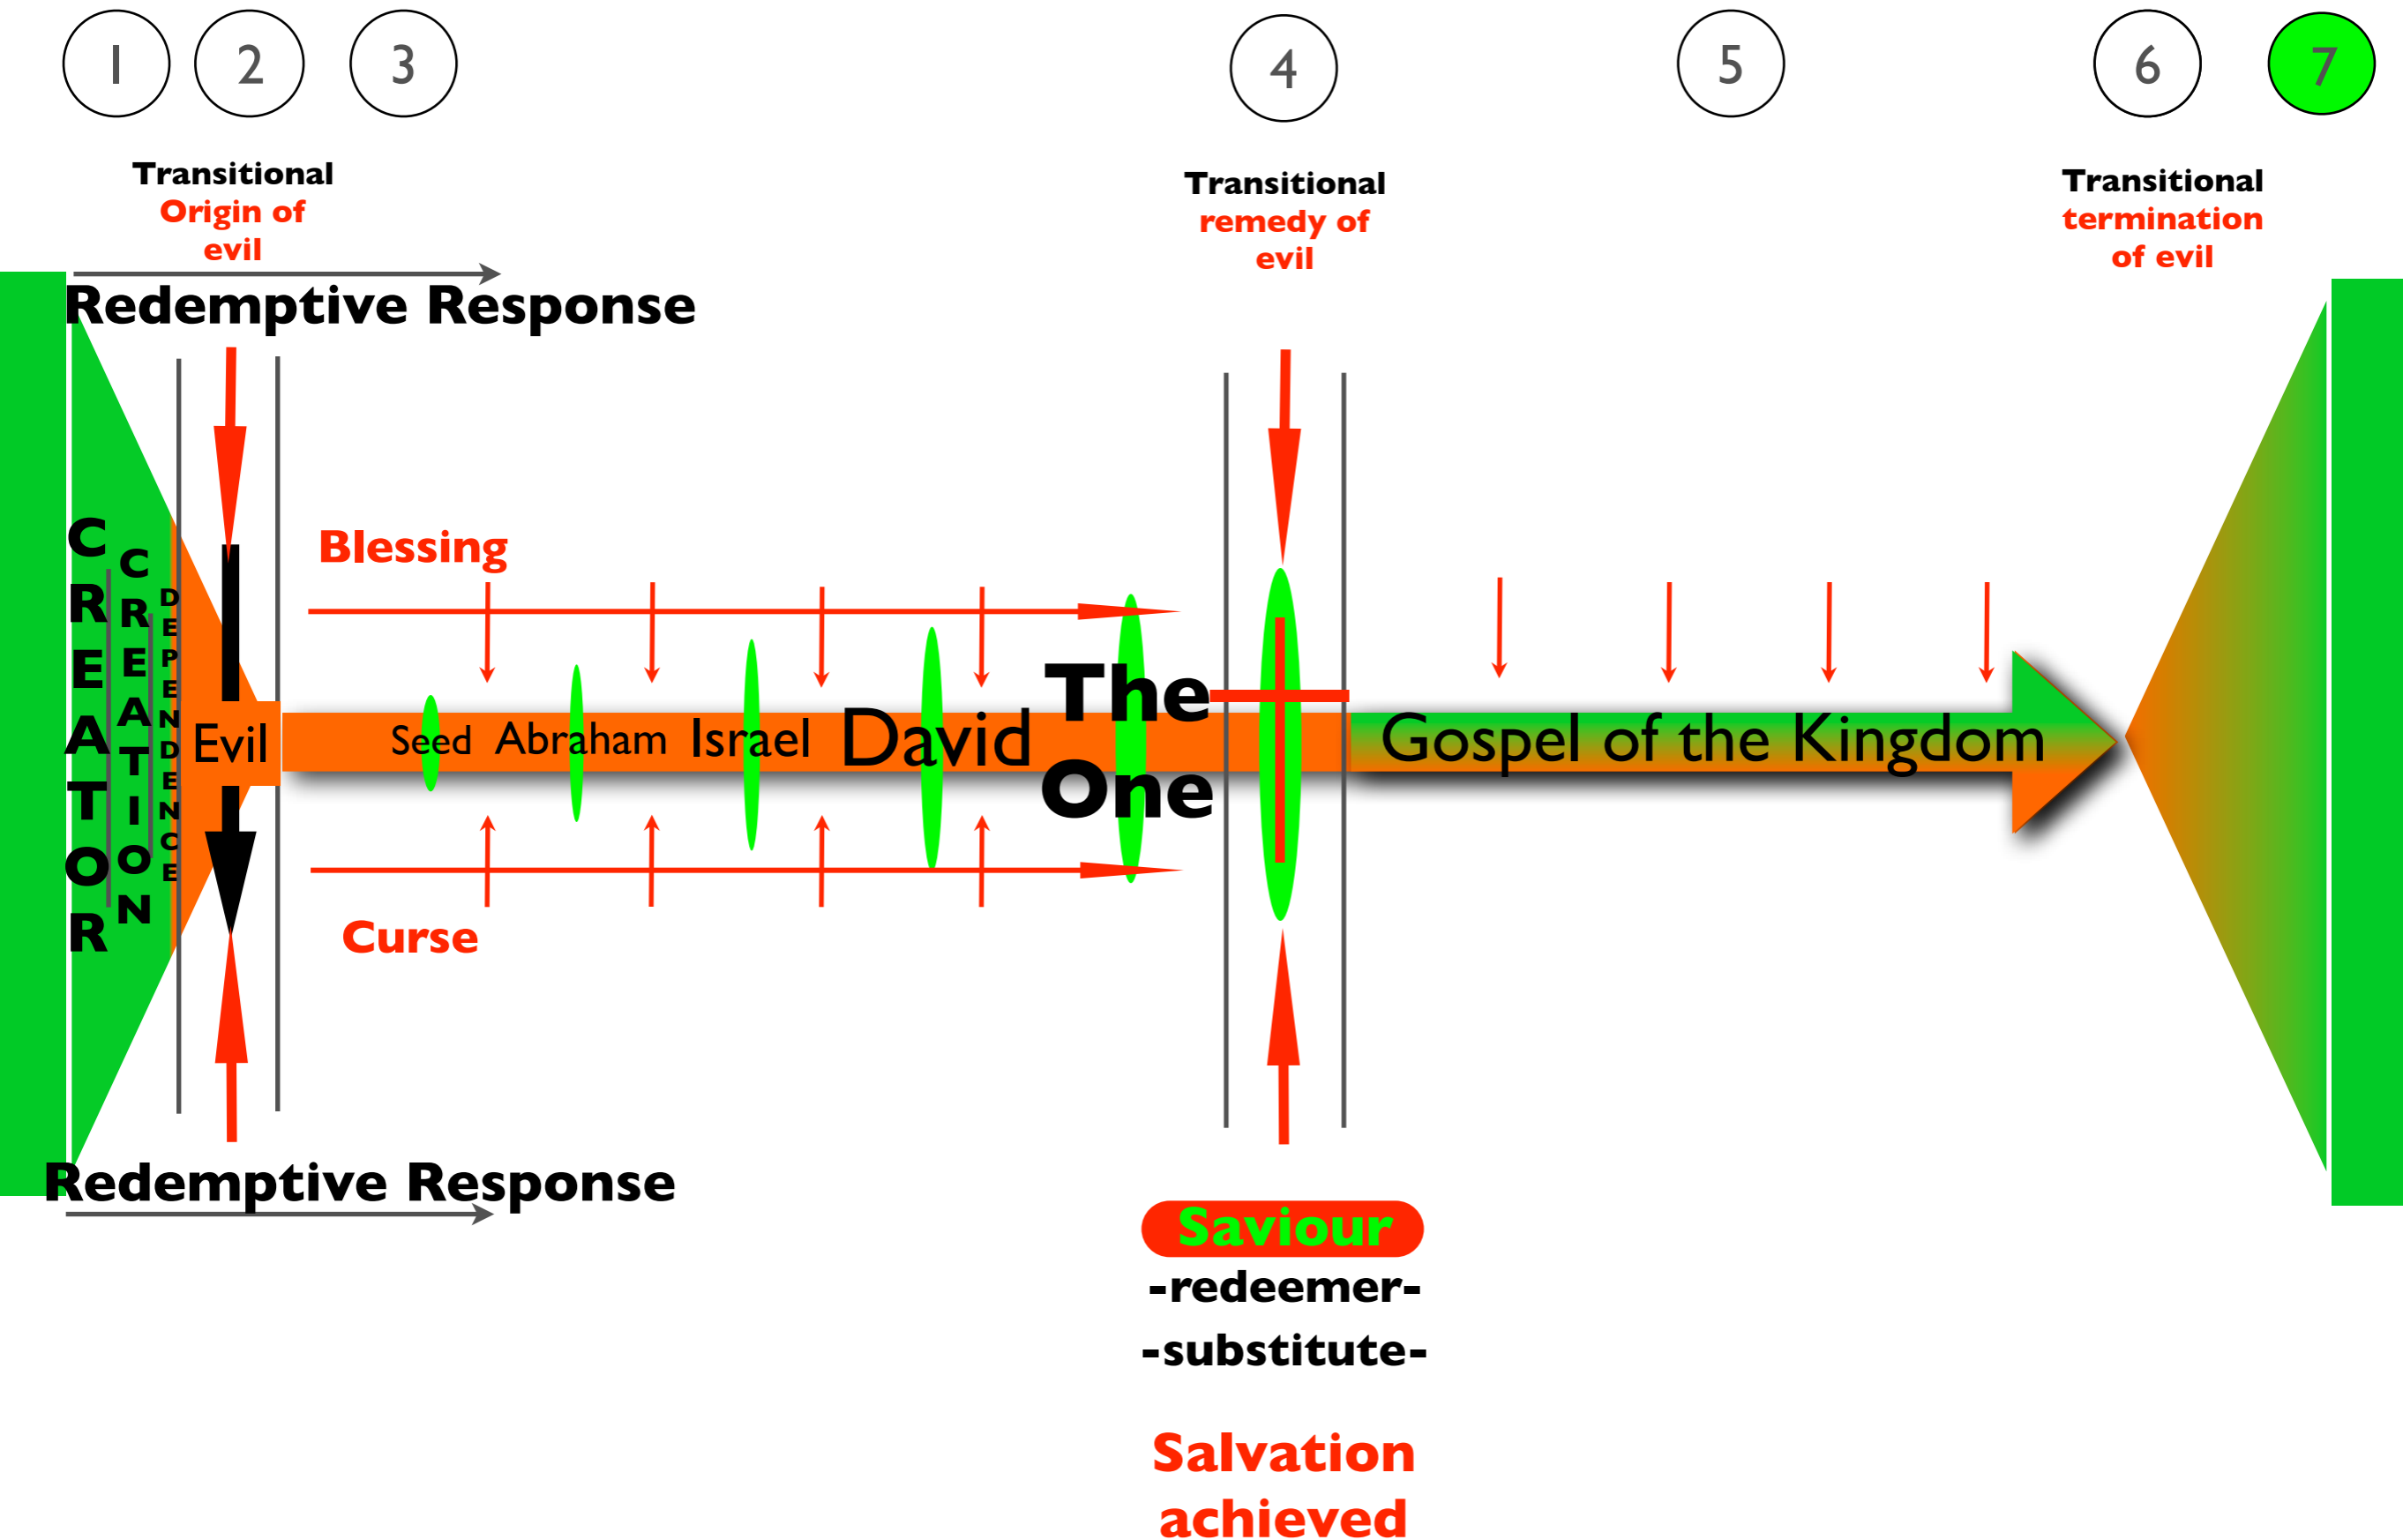 1
2
3
4
5
6
7
Transitional
Origin of
evil
Transitional
remedy of
evil
Transitional
termination
of evil
Redemptive Response
CREATOR
CREATION
DEPENDENCE
Blessing
Evil
Seed
Abraham
Israel
David
The
One
Gospel of the Kingdom
Curse
Redemptive Response
Saviour
-redeemer-
-substitute-
Salvation
achieved